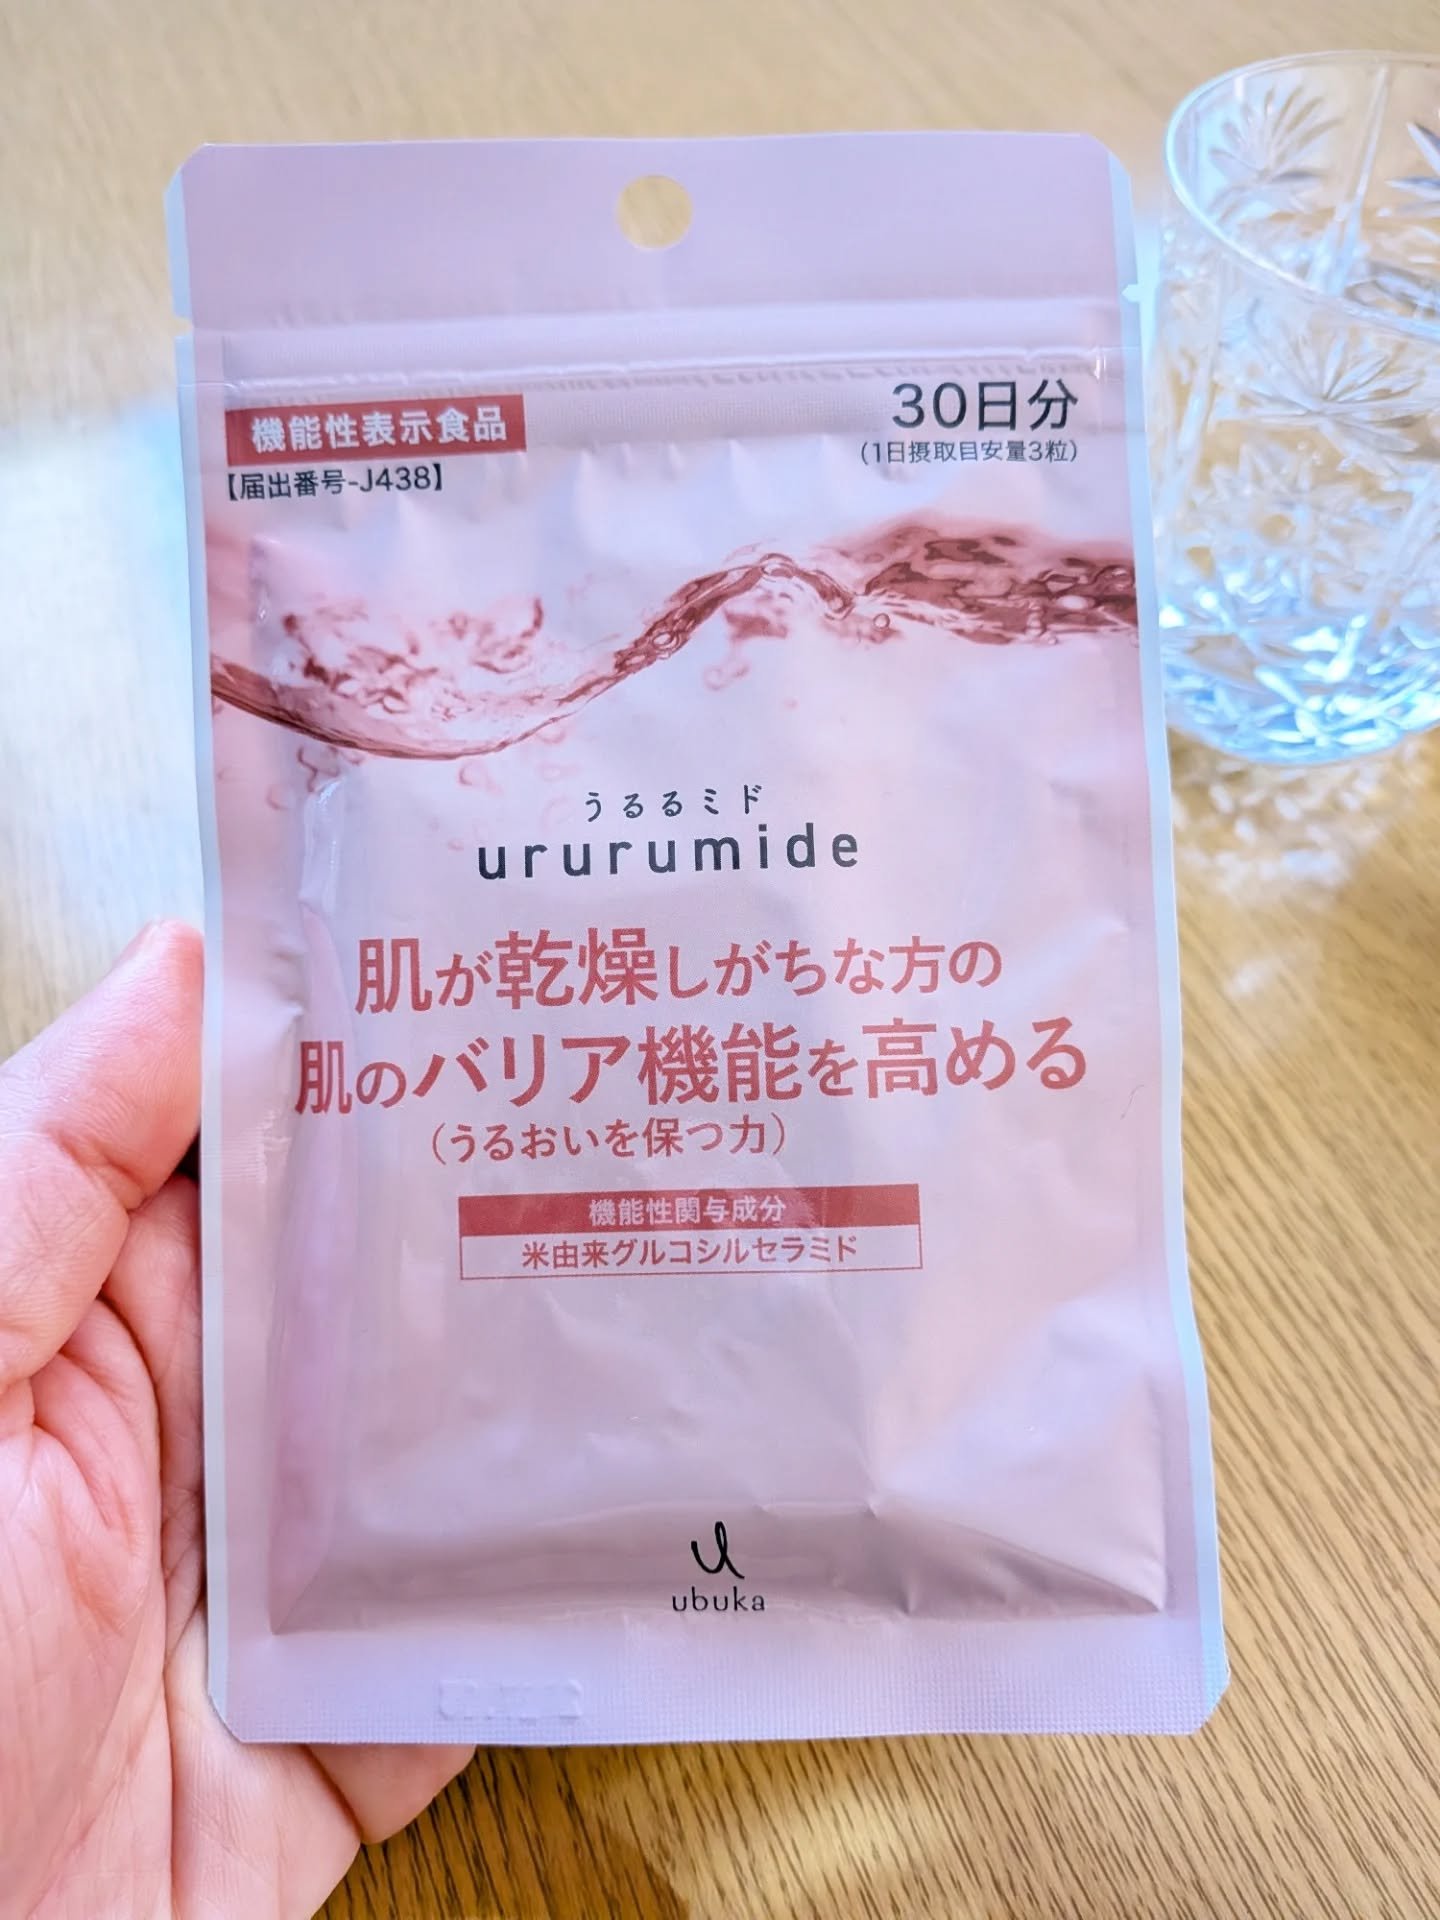 機能性表示食品
【届出番号-J438】
30日分
（1日摂取目安量3粒）
うるるミド
ururumide
肌が乾燥しがちな方の
肌のバリア機能を高める
（うるおいを保つ力）
機能性関与成分
米由来グルコシルセラミド
ubuka